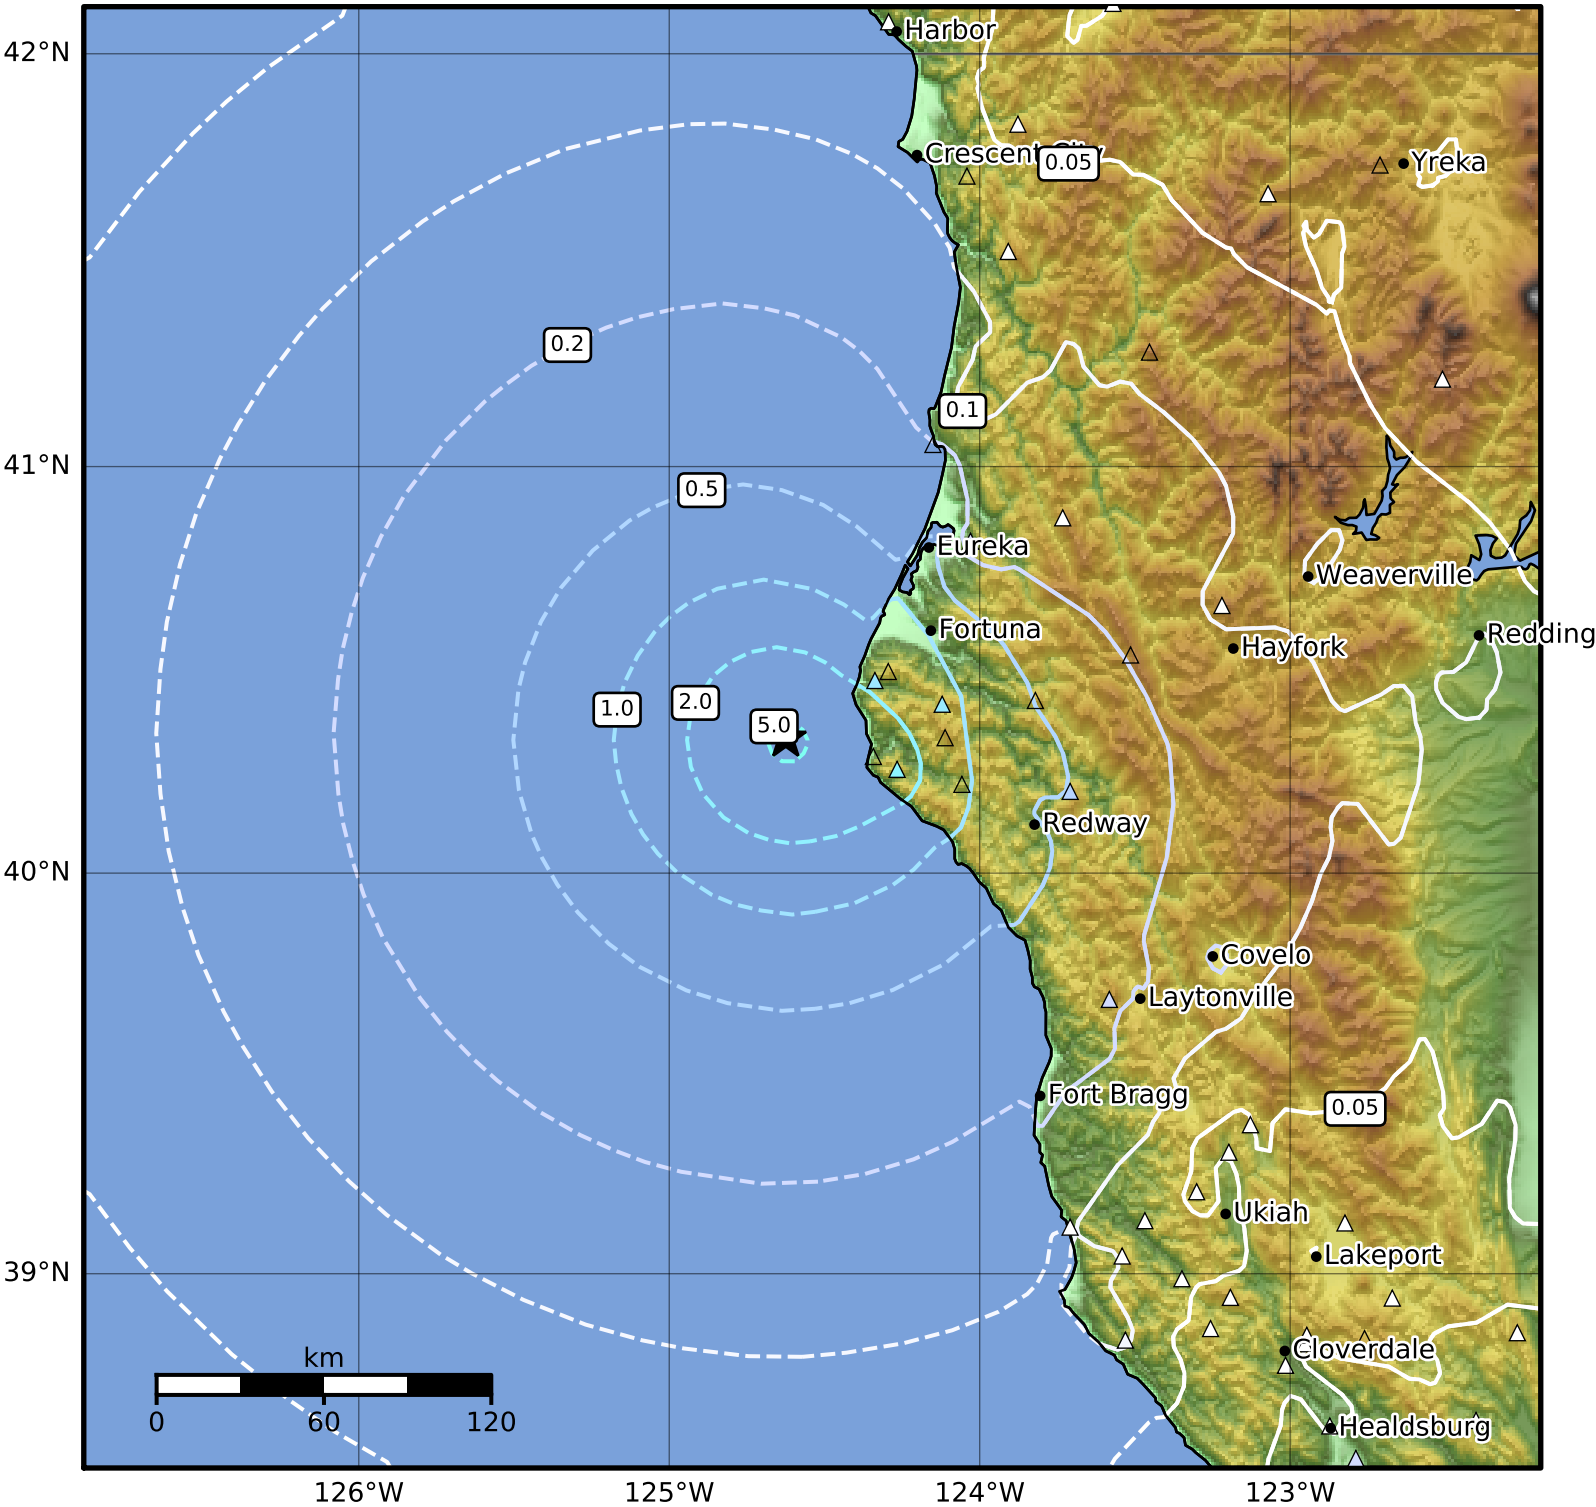 42°N
41°N
40°N
39°N
Harbor
Crescent City
0.05
Yreka
0.2
0.1
0.5
Eureka
Weaverville
Fortuna
Redding
Hayfork
1.0
2.0
5.0
Redway
Covelo
Laytonville
Fort Bragg
0.05
Ukiah
Lakeport
Cloverdale
Healdsburg
km
0 60 120
126°W 125°W 124°W 123°W